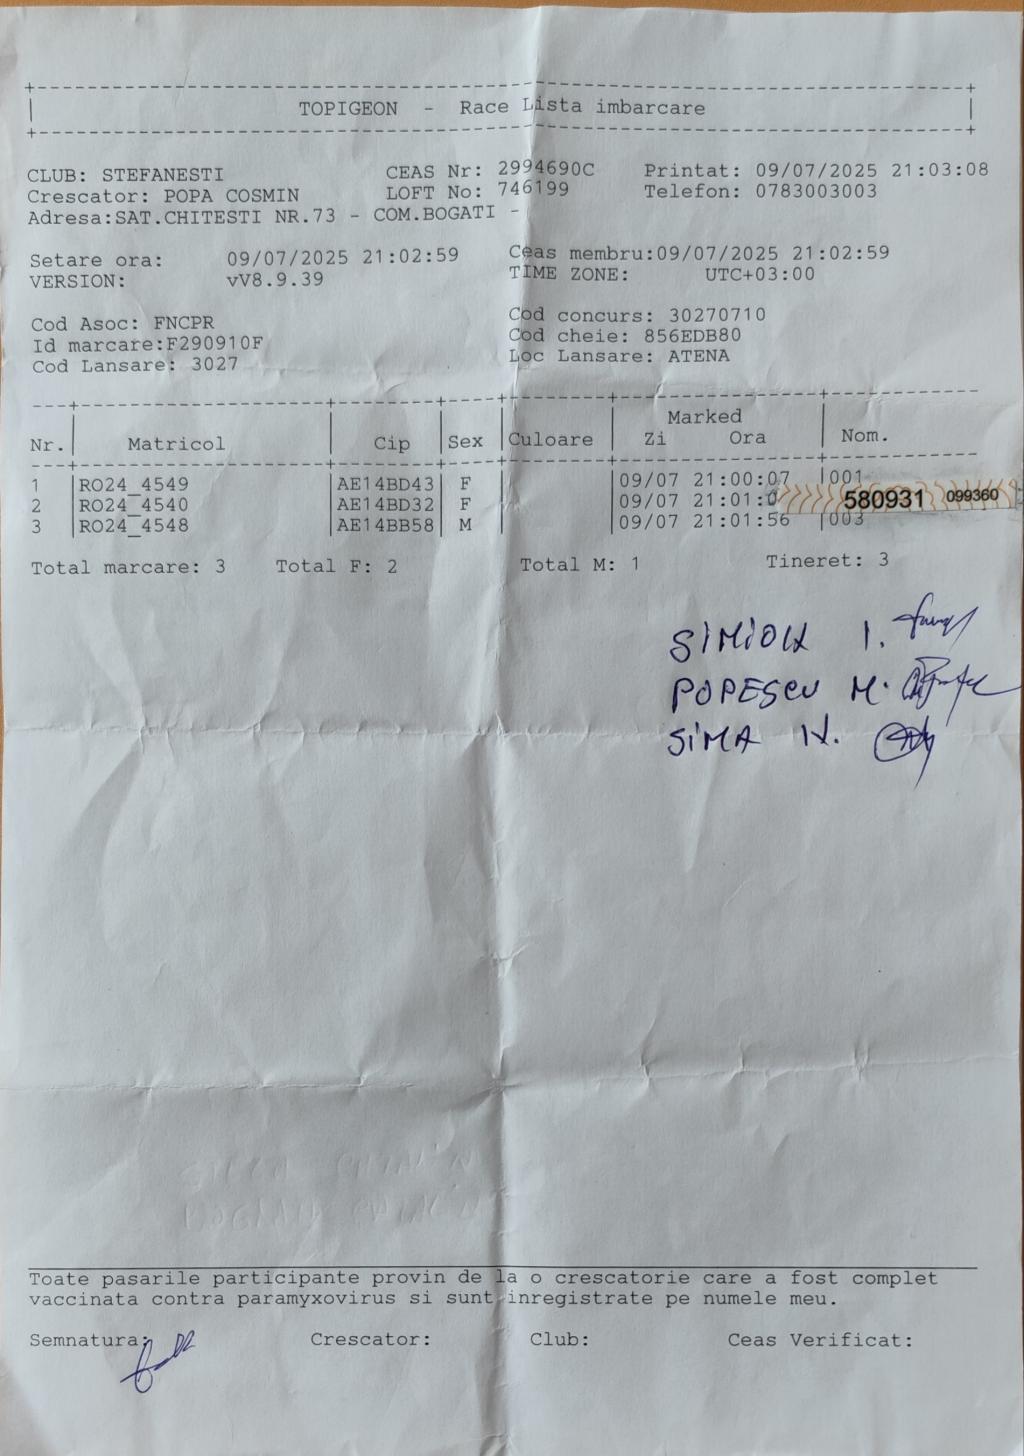 TOPIGEON - Race Lista imbarcare
CLUB: STEFANESTI CEAS Nr: 2994690C Printat: 09/07/2025 21:03:08
Crescator: POPA COSMIN LOFT No: 746199 Telefon: 0783003003
Adresa:SAT.CHITESTI NR.73 - COM.BOGATI -
Setare ora: 09/07/2025 21:02:59 Ceas membru:09/07/2025 21:02:59
VERSION: vV8.9.39 TIME ZONE: UTC+03:00
Cod Asoc: FNCPR Cod concurs: 30270710
Id marcare:F290910F Cod cheie: 856EDB80
Cod Lansare: 3027 Loc Lansare: ATENA
Marked
Nr. Matricol Cip Sex Culoare Zi Ora Nom.
1 RO24_4549 AE14BD43 F 09/07 21:00:07 001
2 RO24_4540 AE14BD32 F 09/07 21:01:0 580931 099360
3 RO24_4548 AE14BB58 M 09/07 21:01:56 003
Total marcare: 3 Total F: 2 Total M: 1 Tineret: 3
SIMION I.
POPESCU M.
SIMA N.
Toate pasarile participante provin de la o crescatorie care a fost complet
vaccinata contra paramyxovirus si sunt inregistrate pe numele meu.
Semnatura: Crescator: Club: Ceas Verificat: